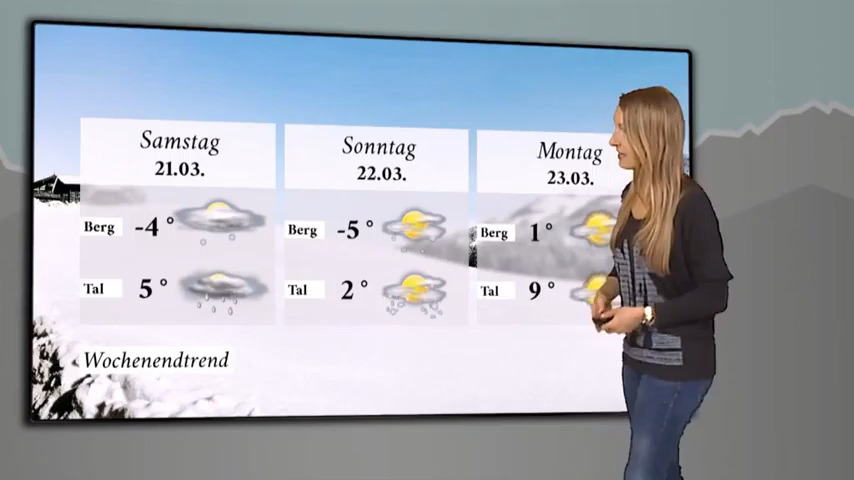 Samstag
21.03.
Berg -4°
Tal 5°
Sonntag
22.03.
Berg -5°
Tal 2°
Montag
23.03.
Berg 1°
Tal 9°
Wochenendtrend